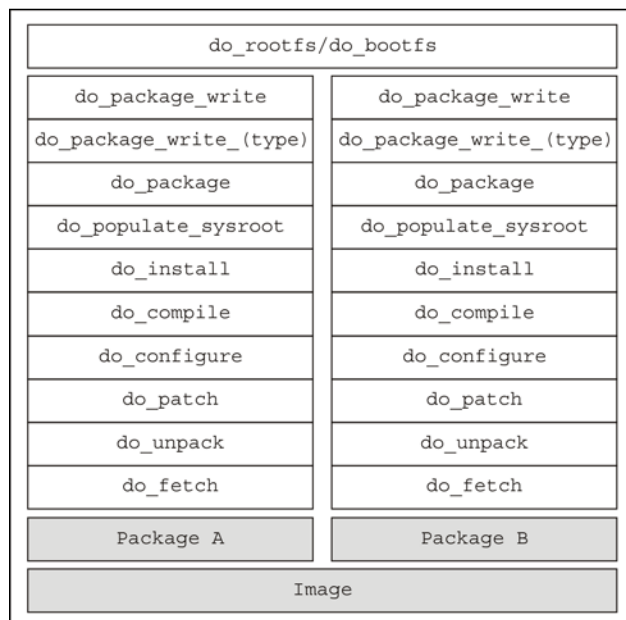 do_rootfs/do_bootfs
do_package_write
do_package_write_(type)
do_package
do_populate_sysroot
do_install
do_compile
do_configure
do_patch
do_unpack
do_fetch
Package A
do_package_write
do_package_write_(type)
do_package
do_populate_sysroot
do_install
do_compile
do_configure
do_patch
do_unpack
do_fetch
Package B
Image